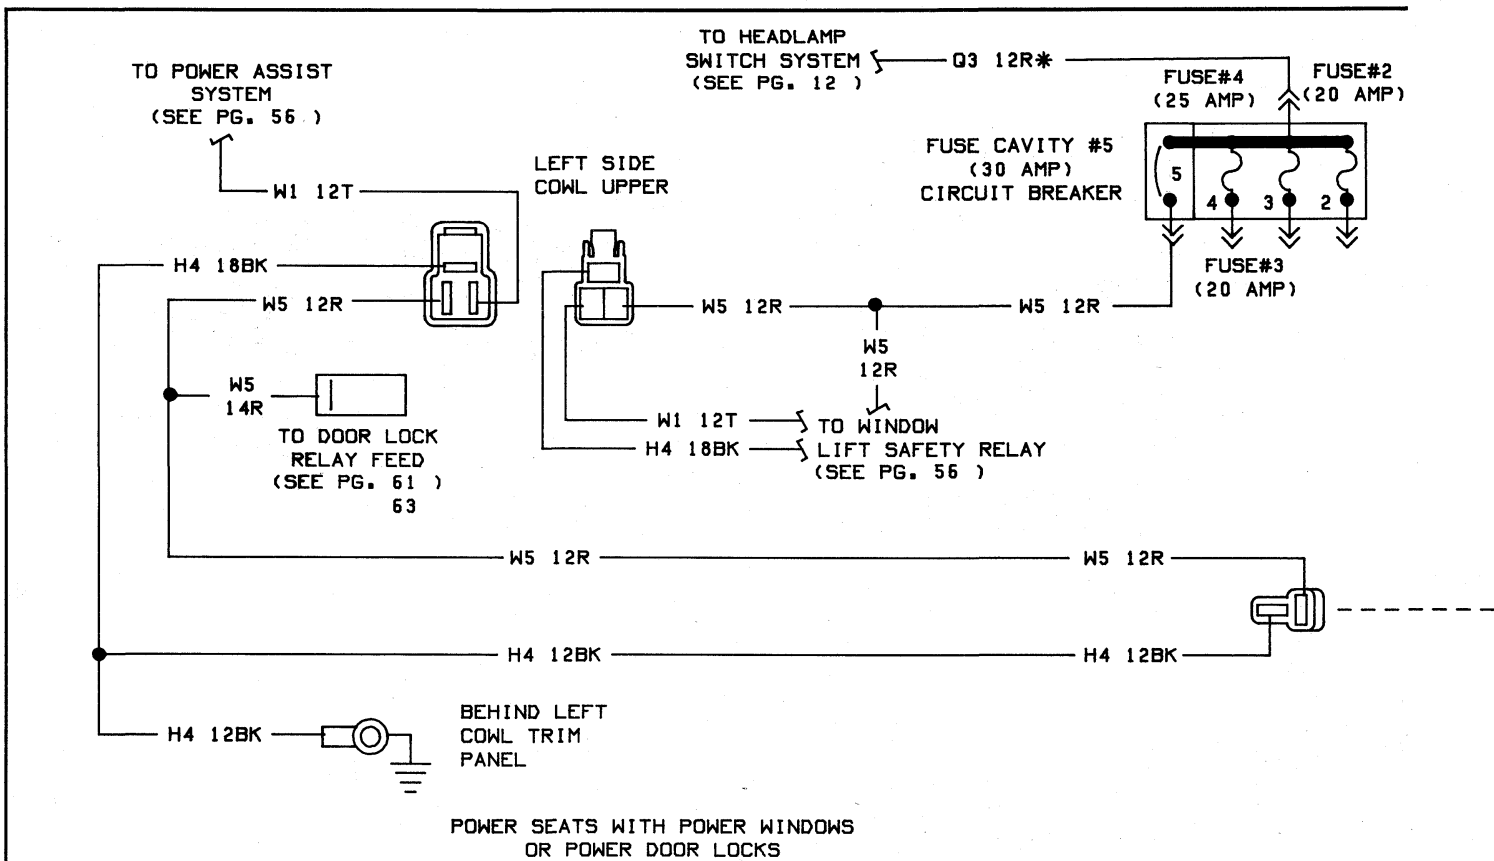 TO HEADLAMP
SWITCH SYSTEM
(SEE PG. 12 )
Q3 12R*
FUSE#4
(25 AMP)
FUSE#2
(20 AMP)
TO POWER ASSIST
SYSTEM
(SEE PG. 56 )
LEFT SIDE
COWL UPPER
FUSE CAVITY #5
(30 AMP)
CIRCUIT BREAKER
5
4
3
2
W1 12T
H4 18BK
W5 12R
W5 12R
W5 12R
FUSE#3
(20 AMP)
W5
12R
W5
14R
W1 12T
H4 18BK
TO WINDOW
LIFT SAFETY RELAY
(SEE PG. 56 )
TO DOOR LOCK
RELAY FEED
(SEE PG. 61 )
63
W5 12R
W5 12R
H4 12BK
H4 12BK
H4 12BK
BEHIND LEFT
COWL TRIM
PANEL
POWER SEATS WITH POWER WINDOWS
OR POWER DOOR LOCKS